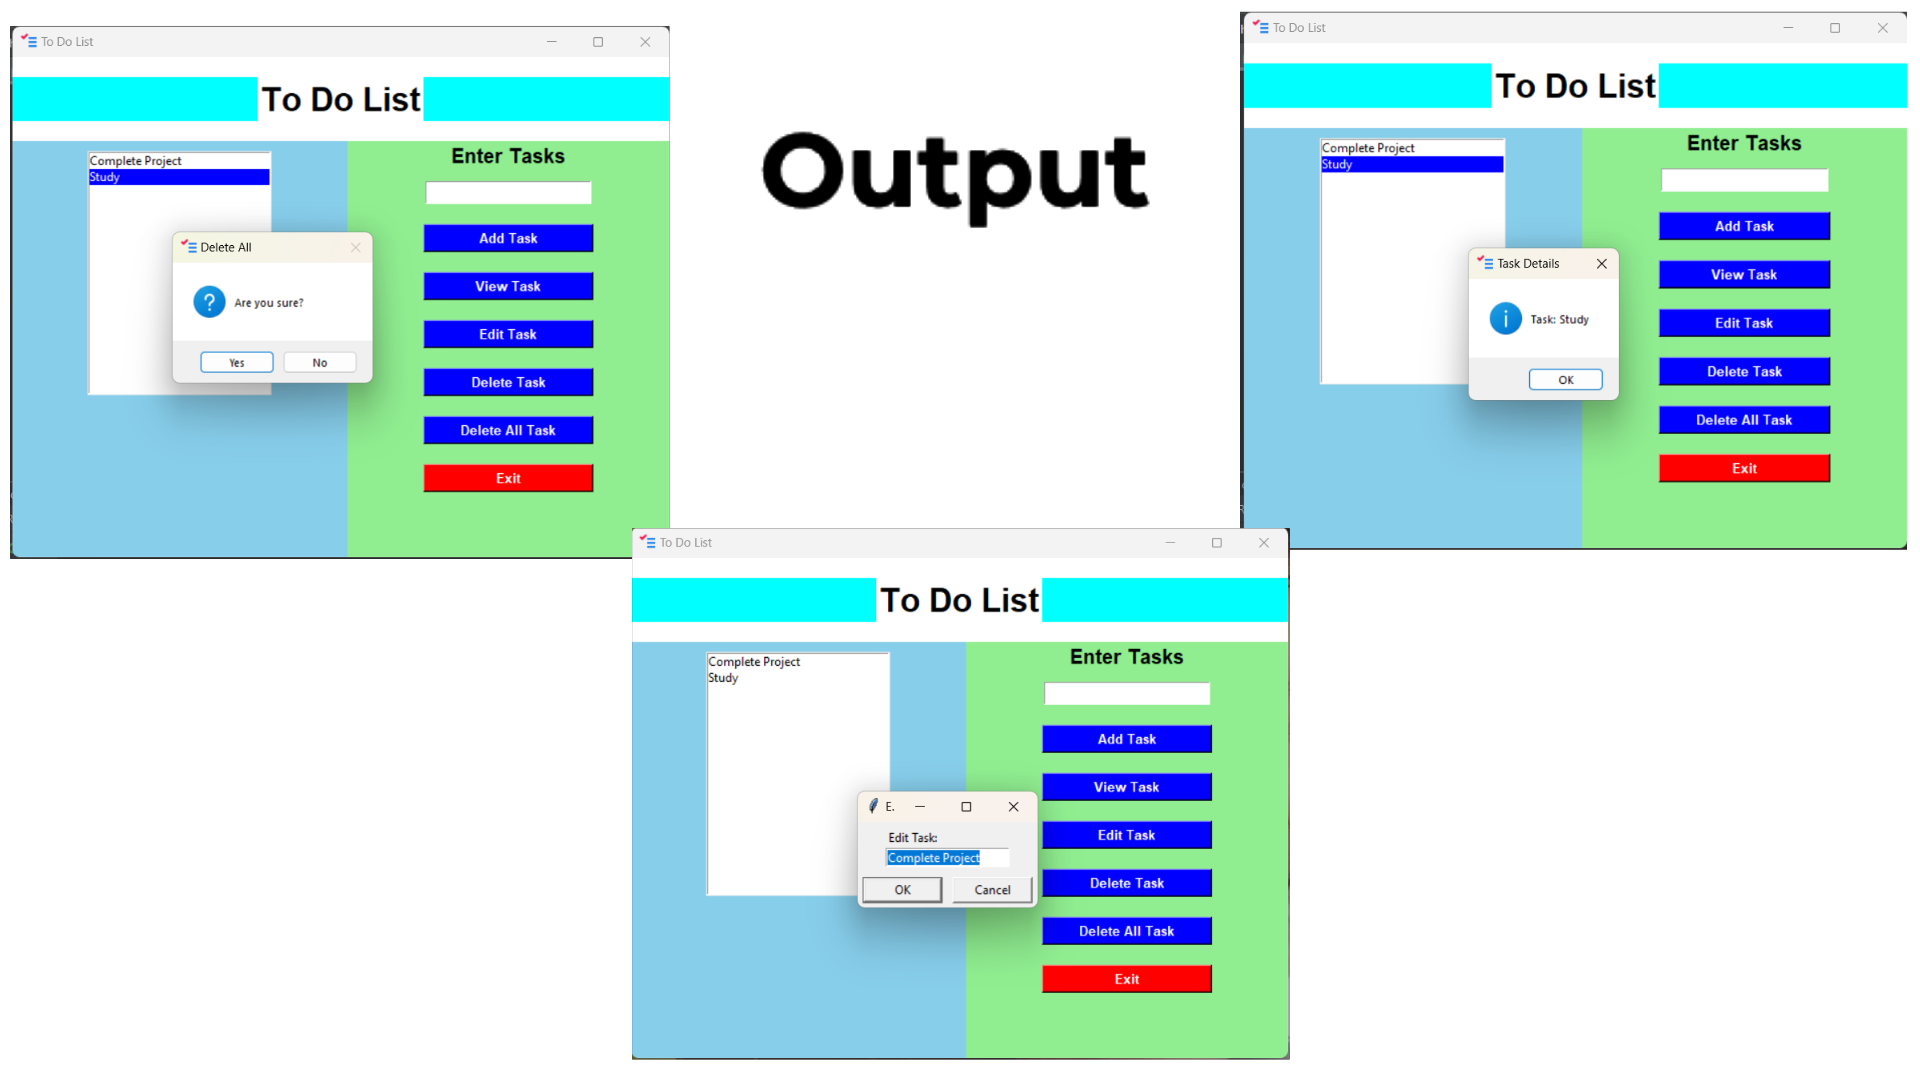 To Do List
To Do List
Complete Project
Study
Delete All
Are you sure?
Yes No
Enter Tasks
Add Task
View Task
Edit Task
Delete Task
Delete All Task
Exit
Output
To Do List
To Do List
Complete Project
Study
Task Details
Task: Study
OK
Enter Tasks
Add Task
View Task
Edit Task
Delete Task
Delete All Task
Exit
To Do List
To Do List
Complete Project
Study
E.
Edit Task:
Complete Project
OK Cancel
Enter Tasks
Add Task
View Task
Edit Task
Delete Task
Delete All Task
Exit